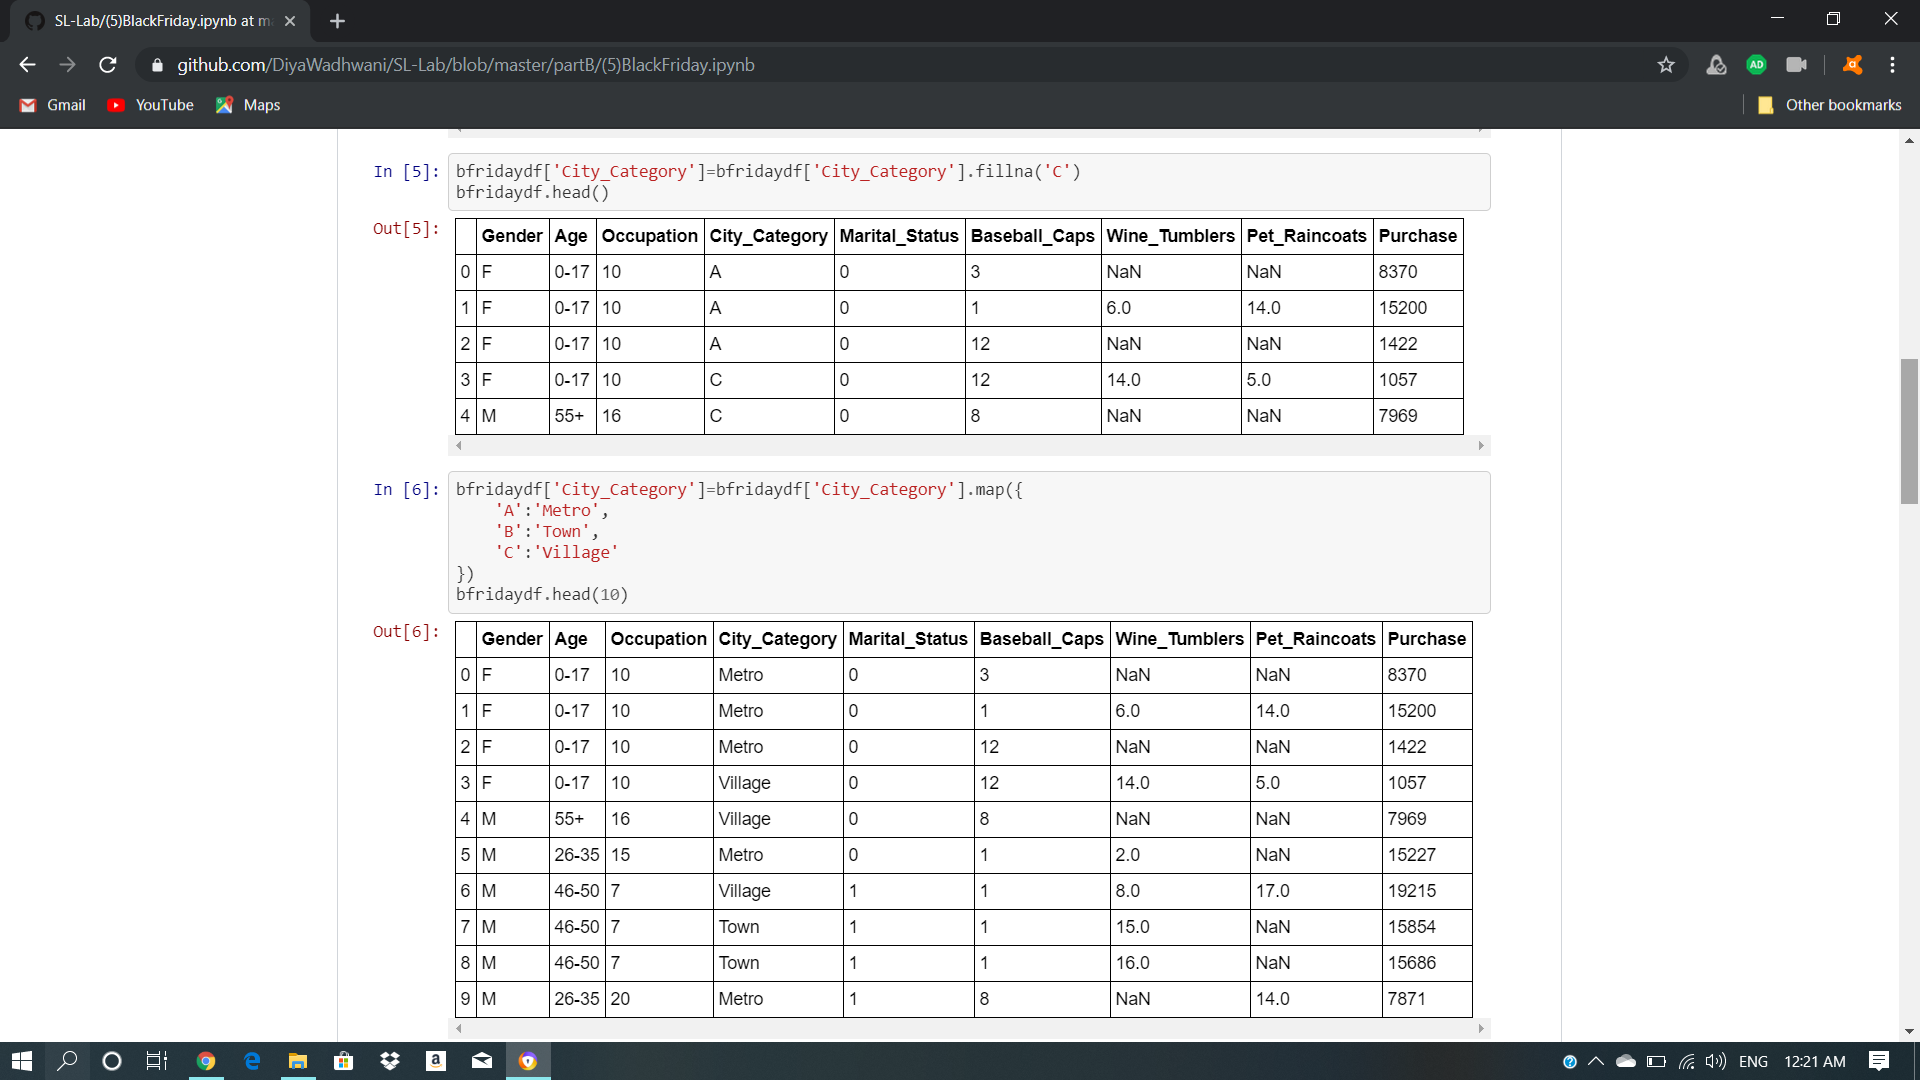 SL-Lab/(5)BlackFriday.ipynb at m
github.com/DiyaWadhwani/SL-Lab/blob/master/partB/(5)BlackFriday.ipynb
AD
a
Gmail YouTube Maps Other bookmarks
In [5]: bfridaydf['City_Category']=bfridaydf['City_Category'].fillna('C')
bfridaydf.head()
Out[5]:
Gender Age Occupation City_Category Marital_Status Baseball_Caps Wine_Tumblers Pet_Raincoats Purchase
0 F 0-17 10 A 0 3 NaN NaN 8370
1 F 0-17 10 A 0 1 6.0 14.0 15200
2 F 0-17 10 A 0 12 NaN NaN 1422
3 F 0-17 10 C 0 12 14.0 5.0 1057
4 M 55+ 16 C 0 8 NaN NaN 7969
In [6]: bfridaydf['City_Category']=bfridaydf['City_Category'].map({
'A':'Metro',
'B':'Town',
'C':'Village'
})
bfridaydf.head(10)
Out[6]:
Gender Age Occupation City_Category Marital_Status Baseball_Caps Wine_Tumblers Pet_Raincoats Purchase
0 F 0-17 10 Metro 0 3 NaN NaN 8370
1 F 0-17 10 Metro 0 1 6.0 14.0 15200
2 F 0-17 10 Metro 0 12 NaN NaN 1422
3 F 0-17 10 Village 0 12 14.0 5.0 1057
4 M 55+ 16 Village 0 8 NaN NaN 7969
5 M 26-35 15 Metro 0 1 2.0 NaN 15227
6 M 46-50 7 Village 1 1 8.0 17.0 19215
7 M 46-50 7 Town 1 1 15.0 NaN 15854
8 M 46-50 7 Town 1 1 16.0 NaN 15686
9 M 26-35 20 Metro 1 8 NaN 14.0 7871
a
ENG 12:21 AM